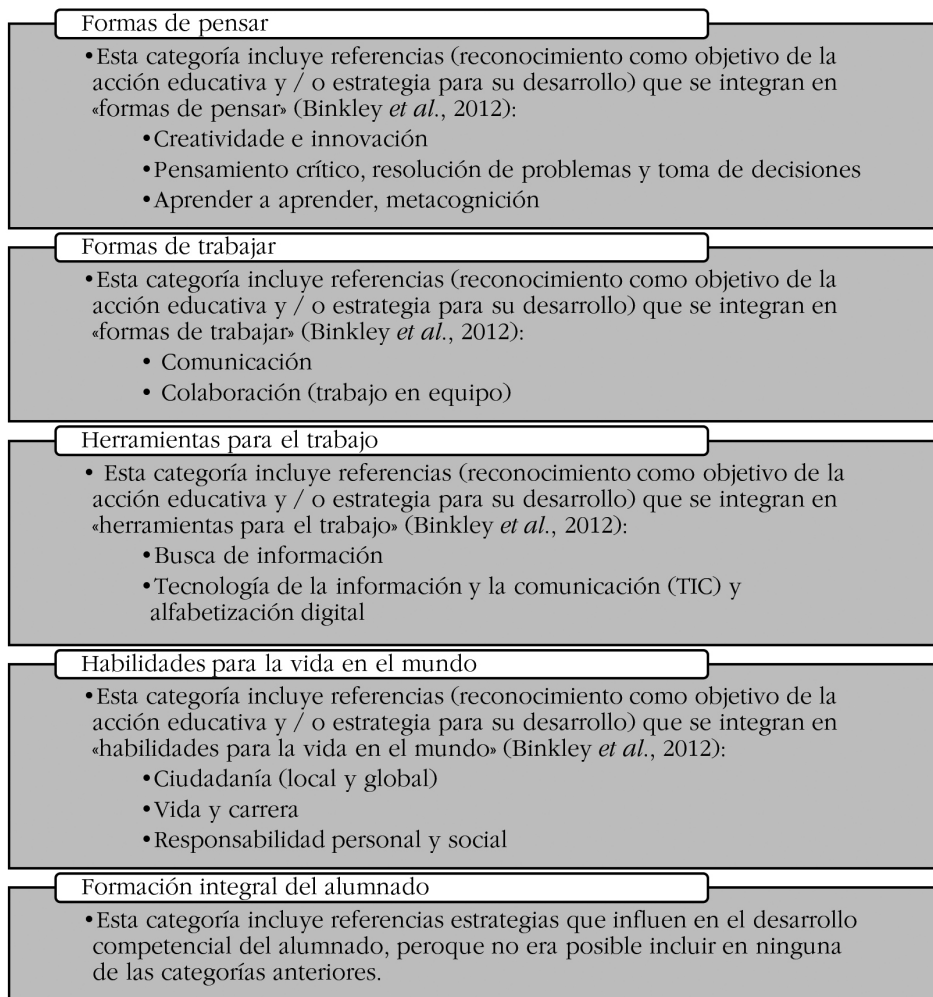 Formas de pensar
•Esta categoría incluye referencias (reconocimiento como objetivo de la
acción educativa y / o estrategia para su desarrollo) que se integran en
«formas de pensar» (Binkley et al., 2012):
•Creatividade e innovación
•Pensamiento crítico, resolución de problemas y toma de decisiones
•Aprender a aprender, metacognición
Formas de trabajar
•Esta categoría incluye referencias (reconocimiento como objetivo de la
acción educativa y / o estrategia para su desarrollo) que se integran en
«formas de trabajar» (Binkley et al., 2012):
• Comunicación
• Colaboración (trabajo en equipo)
Herramientas para el trabajo
• Esta categoría incluye referencias (reconocimiento como objetivo de la
acción educativa y / o estrategia para su desarrollo) que se integran en
«herramientas para el trabajo» (Binkley et al., 2012):
•Busca de información
•Tecnología de la información y la comunicación (TIC) y
alfabetización digital
Habilidades para la vida en el mundo
•Esta categoría incluye referencias (reconocimiento como objetivo de la
acción educativa y / o estrategia para su desarrollo) que se integran en
«habilidades para la vida en el mundo» (Binkley et al., 2012):
•Ciudadanía (local y global)
•Vida y carrera
•Responsabilidad personal y social
Formación integral del alumnado
•Esta categoría incluye referencias estrategias que influen en el desarrollo
competencial del alumnado, peroque no era posible incluir en ninguna
de las categorías anteriores.